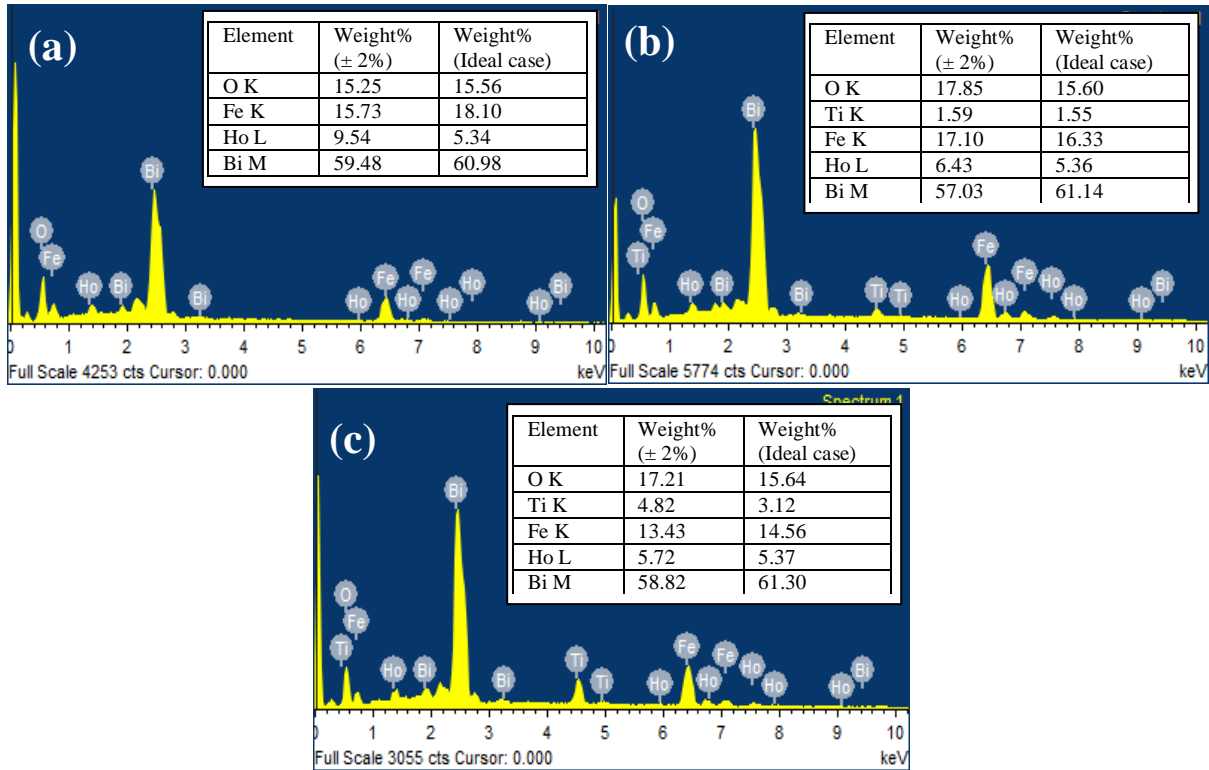 (a)
Element Weight% Weight%
(± 2%) (Ideal case)
O K 15.25 15.56
Fe K 15.73 18.10
Ho L 9.54 5.34
Bi M 59.48 60.98
Bi
O
Fe
Ho Bi Bi Ho Fe Ho Fe Ho Ho Ho Bi
0 1 2 3 4 5 6 7 8 9 10
Full Scale 4253 cts Cursor: 0.000 keV
(b)
Element Weight% Weight%
(± 2%) (Ideal case)
O K 17.85 15.60
Ti K 1.59 1.55
Fe K 17.10 16.33
Ho L 6.43 5.36
Bi M 57.03 61.14
Bi
O
Fe
Ti Ho Bi Bi Ti Ti Ho Fe Ho Fe Ho Ho Ho Bi
0 1 2 3 4 5 6 7 8 9 10
Full Scale 5774 cts Cursor: 0.000 keV
Spectrum 1
(c)
Element Weight% Weight%
(± 2%) (Ideal case)
O K 17.21 15.64
Ti K 4.82 3.12
Fe K 13.43 14.56
Ho L 5.72 5.37
Bi M 58.82 61.30
Bi
O
Fe
Ti Ho Bi Bi Ti Ti Ho Fe Ho Fe Ho Ho Ho Bi
0 1 2 3 4 5 6 7 8 9 10
Full Scale 3055 cts Cursor: 0.000 keV